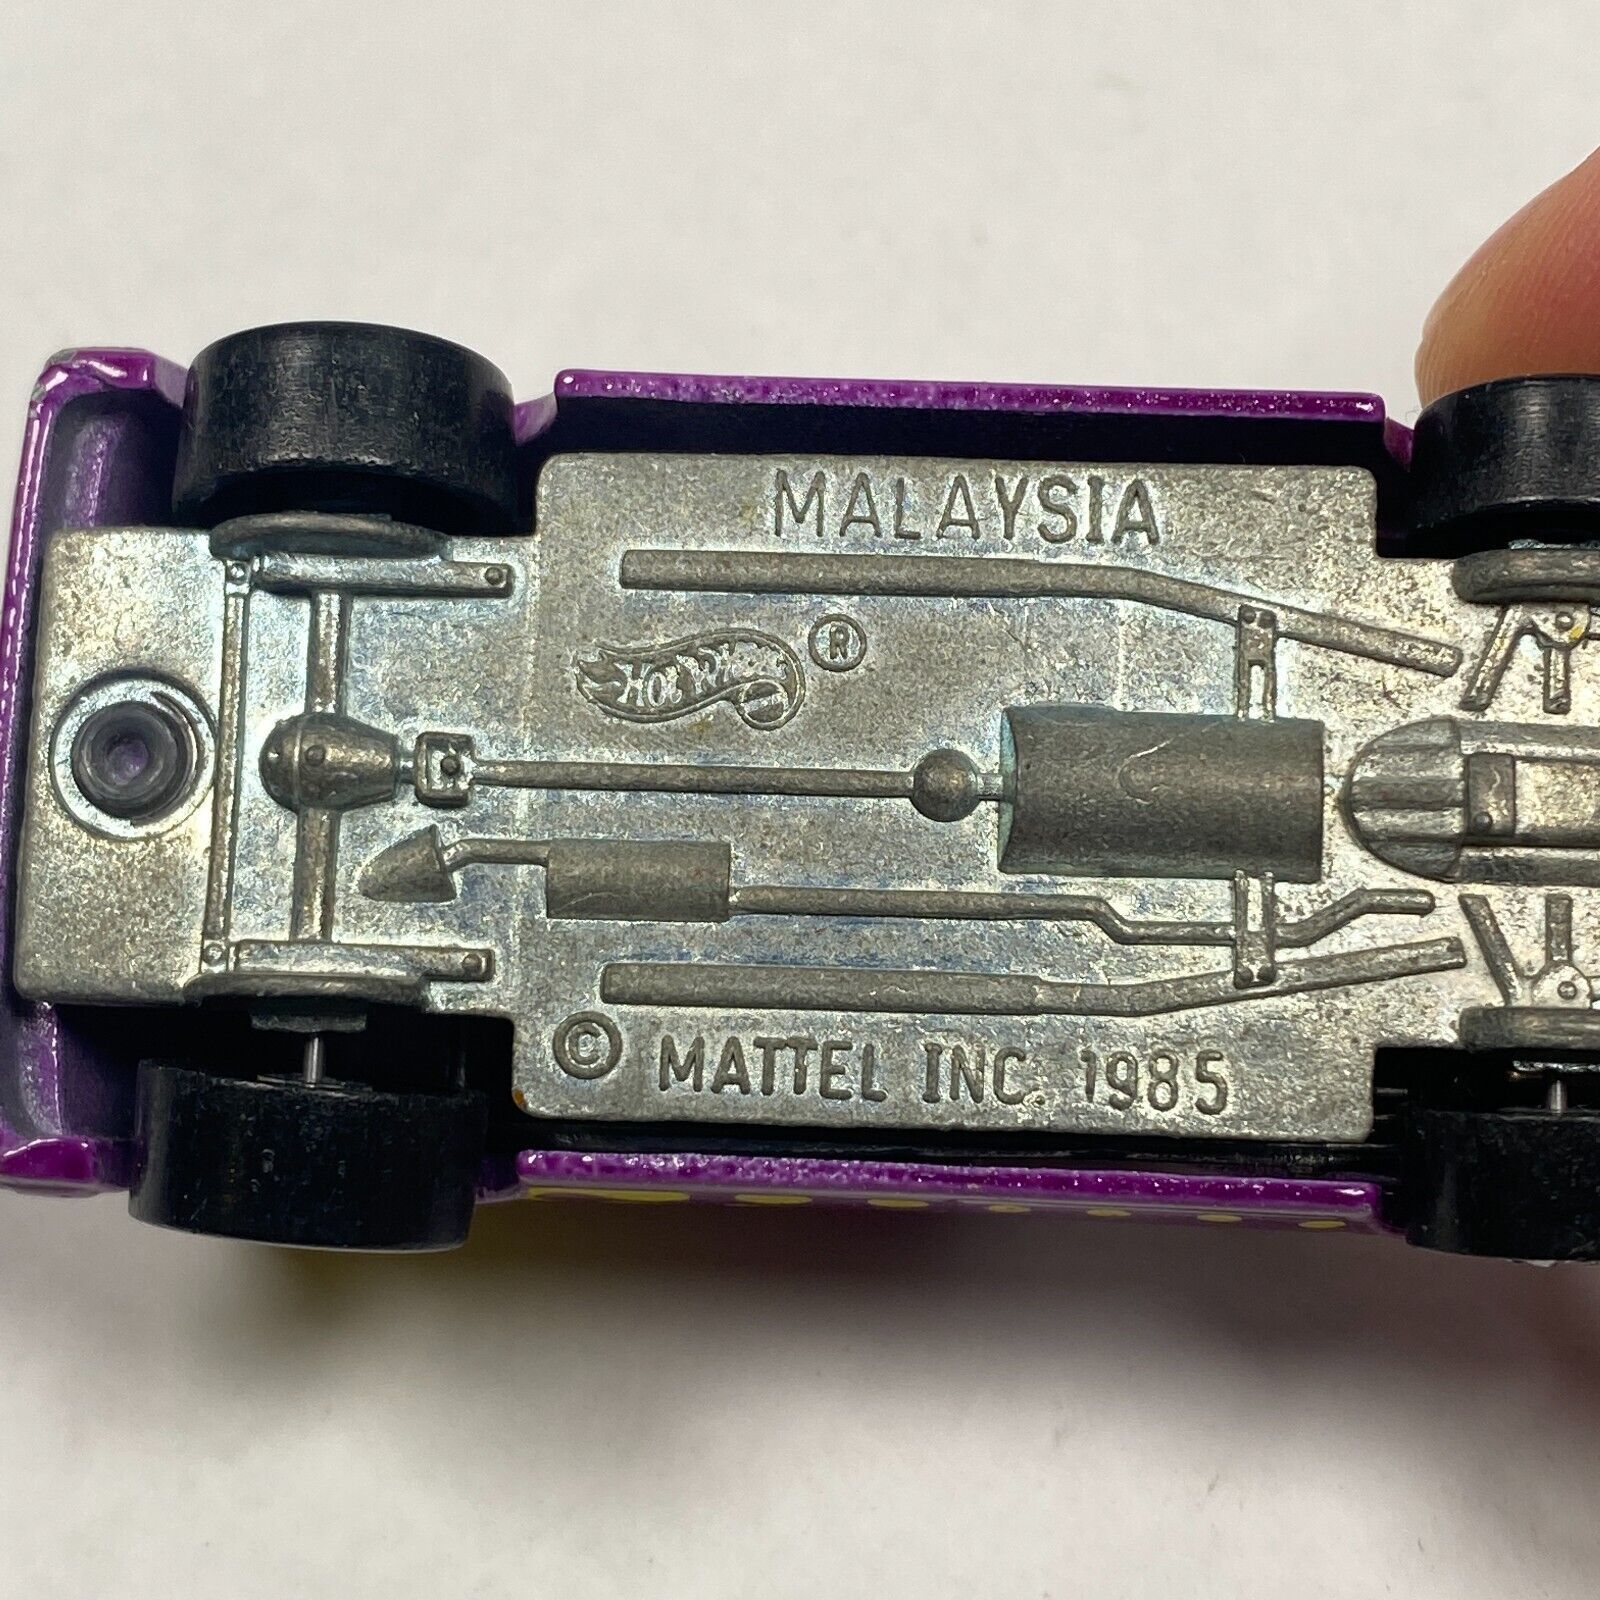 MALAYSIA
HOT WHEELS ®
© MATTEL INC. 1985